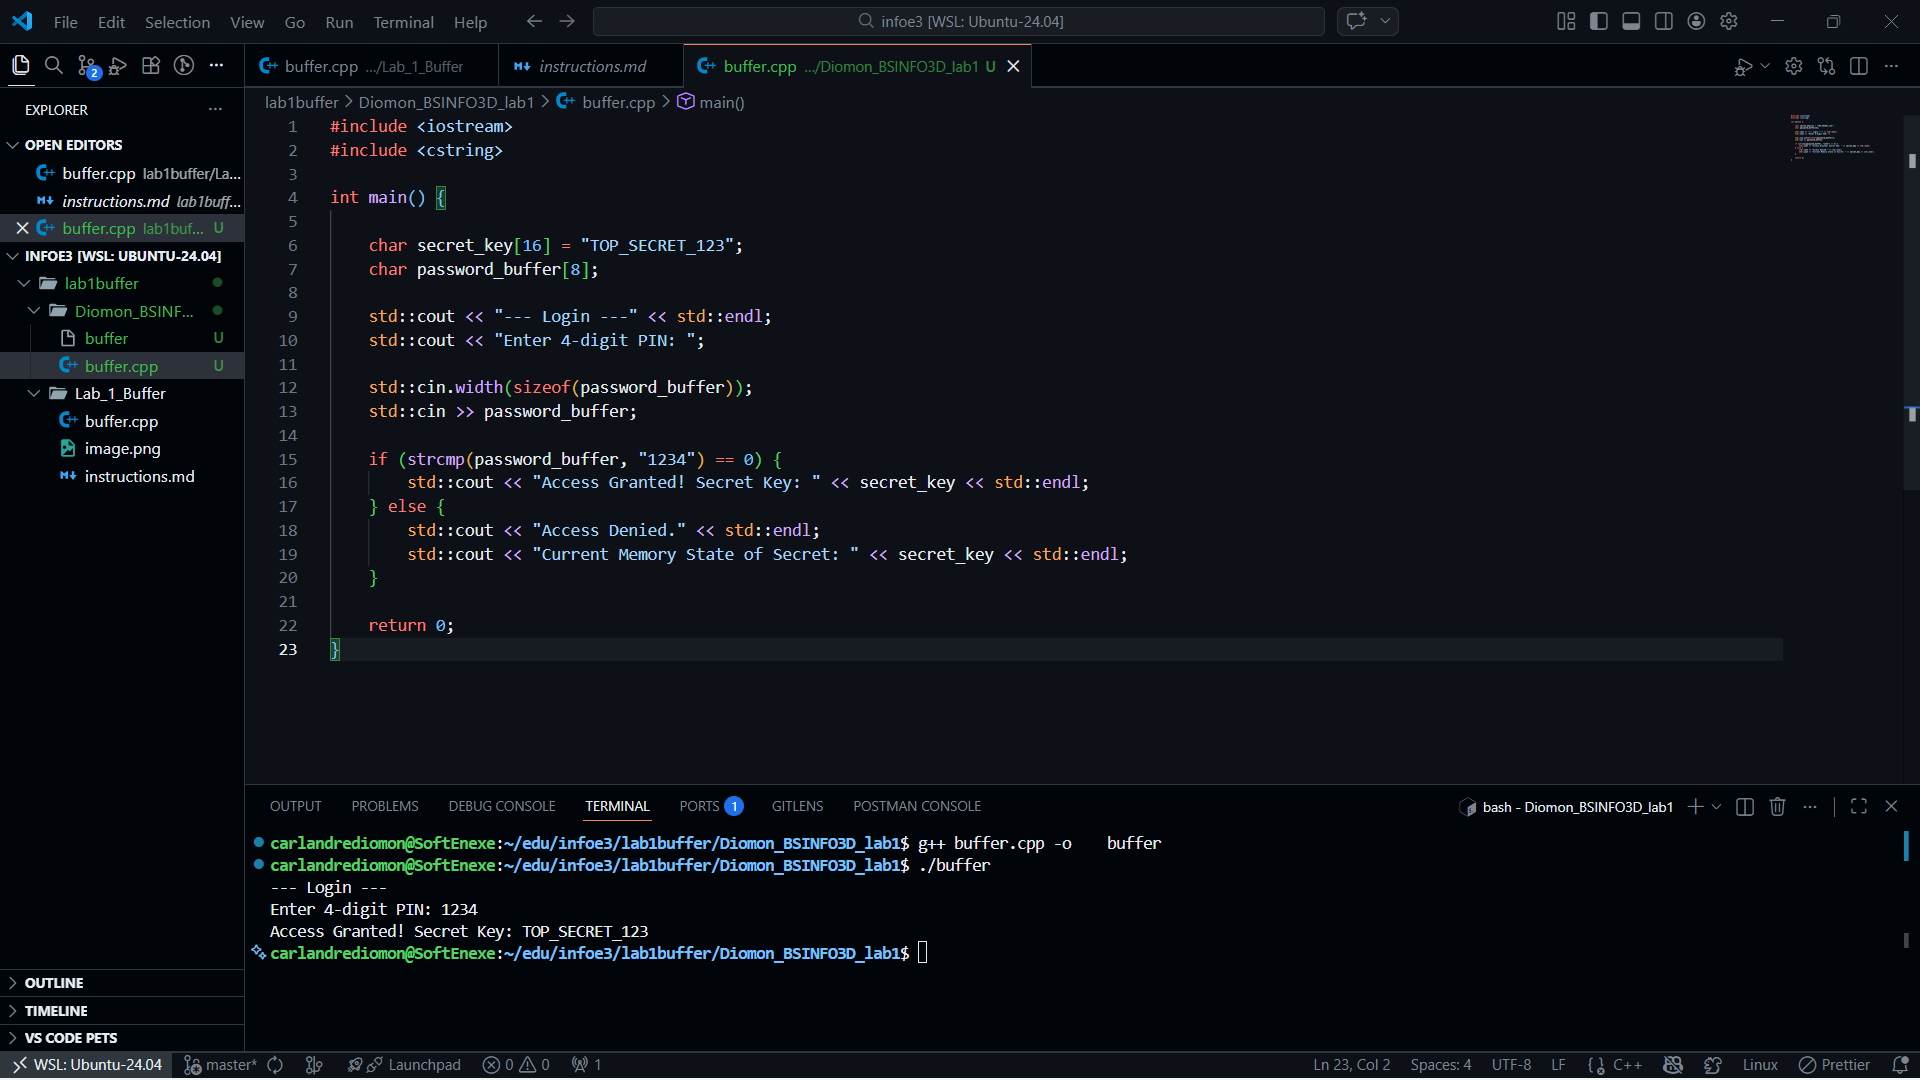 File Edit Selection View Go Run Terminal Help
infoe3 [WSL: Ubuntu-24.04]
2
EXPLORER
OPEN EDITORS
buffer.cpp lab1buffer/La...
instructions.md lab1buff...
buffer.cpp lab1buf... U
INFOE3 [WSL: UBUNTU-24.04]
lab1buffer
Diomon_BSINF...
buffer U
buffer.cpp U
Lab_1_Buffer
buffer.cpp
image.png
instructions.md
OUTLINE
TIMELINE
VS CODE PETS
buffer.cpp .../Lab_1_Buffer
instructions.md
buffer.cpp .../Diomon_BSINFO3D_lab1 U
lab1buffer > Diomon_BSINFO3D_lab1 > buffer.cpp > main()
1 #include <iostream>
2 #include <cstring>
3
4 int main() {
5
6 char secret_key[16] = "TOP_SECRET_123";
7 char password_buffer[8];
8
9 std::cout << "--- Login ---" << std::endl;
10 std::cout << "Enter 4-digit PIN: ";
11
12 std::cin.width(sizeof(password_buffer));
13 std::cin >> password_buffer;
14
15 if (strcmp(password_buffer, "1234") == 0) {
16 std::cout << "Access Granted! Secret Key: " << secret_key << std::endl;
17 } else {
18 std::cout << "Access Denied." << std::endl;
19 std::cout << "Current Memory State of Secret: " << secret_key << std::endl;
20 }
21
22 return 0;
23 }
OUTPUT PROBLEMS DEBUG CONSOLE TERMINAL PORTS 1 GITLENS POSTMAN CONSOLE
bash - Diomon_BSINFO3D_lab1
carlandrediomon@SoftEnexe:~/edu/infoe3/lab1buffer/Diomon_BSINFO3D_lab1$ g++ buffer.cpp -o    buffer
carlandrediomon@SoftEnexe:~/edu/infoe3/lab1buffer/Diomon_BSINFO3D_lab1$ ./buffer
--- Login ---
Enter 4-digit PIN: 1234
Access Granted! Secret Key: TOP_SECRET_123
carlandrediomon@SoftEnexe:~/edu/infoe3/lab1buffer/Diomon_BSINFO3D_lab1$
WSL: Ubuntu-24.04 master* Launchpad 0 0 1 Ln 23, Col 2 Spaces: 4 UTF-8 LF C++ Linux Prettier